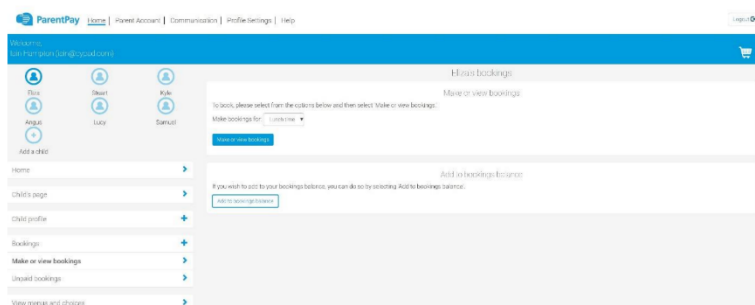 ParentPay Home | Parent Account | Communication | Profile Settings | Help
Logout
Welcome,
Eliza's bookings
Stuart Kyle
Angus Lucy Samuel
Add a child
Make or view bookings
To book, please select from the options below and then select 'Make or view bookings'.
Make bookings for:
Make or view bookings
Add to bookings balance
If you wish to add to your bookings balance, you can do so by selecting 'Add to bookings balance'.
Add to bookings balance
Home
Child's page
Child profile
Bookings
Make or view bookings
Unpaid bookings
View menus and choices